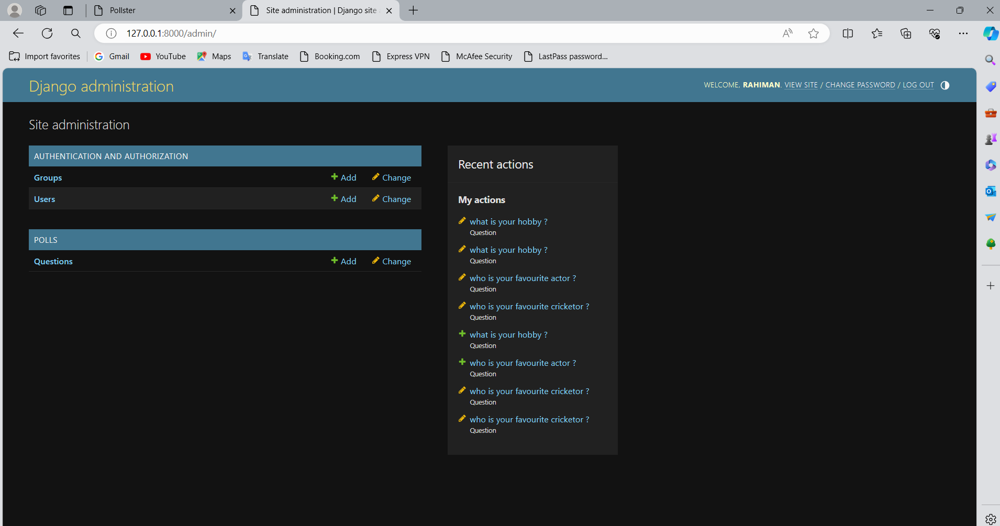 Pollster
Site administration | Django site
127.0.0.1:8000/admin/
Import favorites Gmail YouTube Maps Translate Booking.com Express VPN McAfee Security LastPass password...
Django administration
WELCOME, RAHIMAN. VIEW SITE / CHANGE PASSWORD / LOG OUT
Site administration
AUTHENTICATION AND AUTHORIZATION
Groups Add Change
Users Add Change
POLLS
Questions Add Change
Recent actions
My actions
what is your hobby ?
Question
what is your hobby ?
Question
who is your favourite actor ?
Question
who is your favourite cricketor ?
Question
what is your hobby ?
Question
who is your favourite actor ?
Question
who is your favourite cricketor ?
Question
who is your favourite cricketor ?
Question